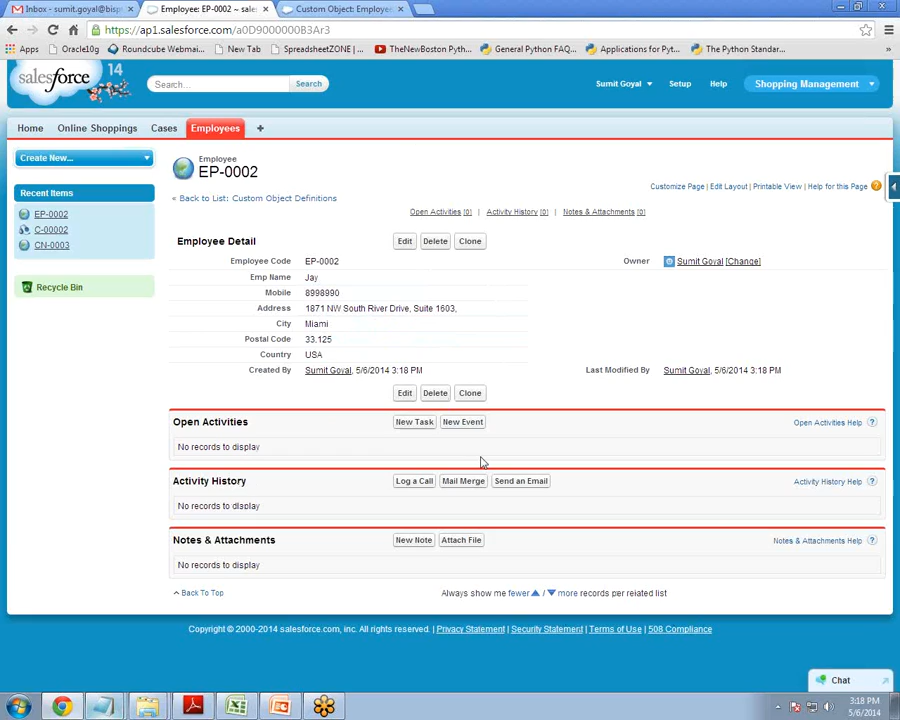 Inbox - sumit.goyal@bisp
Employee: EP-0002 ~ sale
Custom Object: Employe
https://ap1.salesforce.com/a0D9000000B3Ar3
Apps
Oracle10g
Roundcube Webmai...
New Tab
SpreadsheetZONE |...
TheNewBoston Pyth...
General Python FAQ...
Applications for Pyt...
The Python Standar...
salesforce 14
Search...
Search
Sumit Goyal
Setup
Help
Shopping Management
Home
Online Shoppings
Cases
Employees
+
Create New...
Recent Items
EP-0002
C-00002
CN-0003
Recycle Bin
Employee
EP-0002
Customize Page | Edit Layout | Printable View | Help for this Page ?
« Back to List: Custom Object Definitions
Open Activities [0] | Activity History [0] | Notes & Attachments [0]
Employee Detail
Edit
Delete
Clone
Employee Code EP-0002
Owner Sumit Goyal [Change]
Emp Name Jay
Mobile 8998990
Address 1871 NW South River Drive, Suite 1603,
City Miami
Postal Code 33,125
Country USA
Created By Sumit Goyal, 5/6/2014 3:18 PM
Last Modified By Sumit Goyal, 5/6/2014 3:18 PM
Edit
Delete
Clone
Open Activities
New Task
New Event
Open Activities Help ?
No records to display
Activity History
Log a Call
Mail Merge
Send an Email
Activity History Help ?
No records to display
Notes & Attachments
New Note
Attach File
Notes & Attachments Help ?
No records to display
Back To Top
Always show me fewer / more records per related list
Copyright © 2000-2014 salesforce.com, inc. All rights reserved. | Privacy Statement | Security Statement | Terms of Use | 508 Compliance
Chat
3:18 PM
5/6/2014